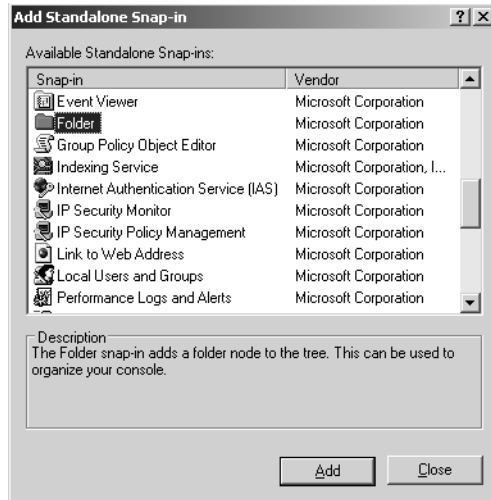 Add Standalone Snap-in
Available Standalone Snap-ins:
Snap-in Vendor
Event Viewer Microsoft Corporation
Folder Microsoft Corporation
Group Policy Object Editor Microsoft Corporation
Indexing Service Microsoft Corporation, I...
Internet Authentication Service (IAS) Microsoft Corporation
IP Security Monitor Microsoft Corporation
IP Security Policy Management Microsoft Corporation
Link to Web Address Microsoft Corporation
Local Users and Groups Microsoft Corporation
Performance Logs and Alerts Microsoft Corporation
Description
The Folder snap-in adds a folder node to the tree. This can be used to
organize your console.
Add Close